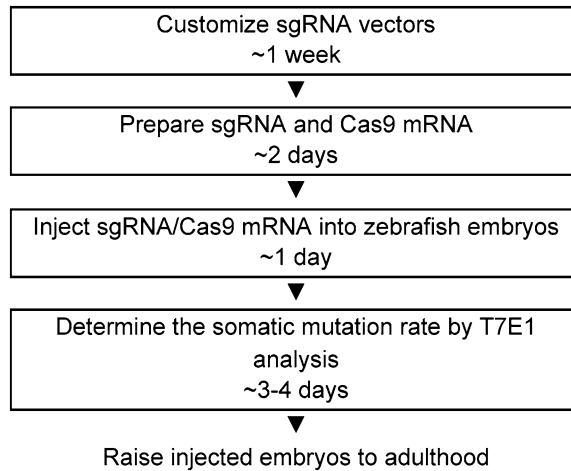 Customize sgRNA vectors
~1 week
Prepare sgRNA and Cas9 mRNA
~2 days
Inject sgRNA/Cas9 mRNA into zebrafish embryos
~1 day
Determine the somatic mutation rate by T7E1
analysis
~3-4 days
Raise injected embryos to adulthood